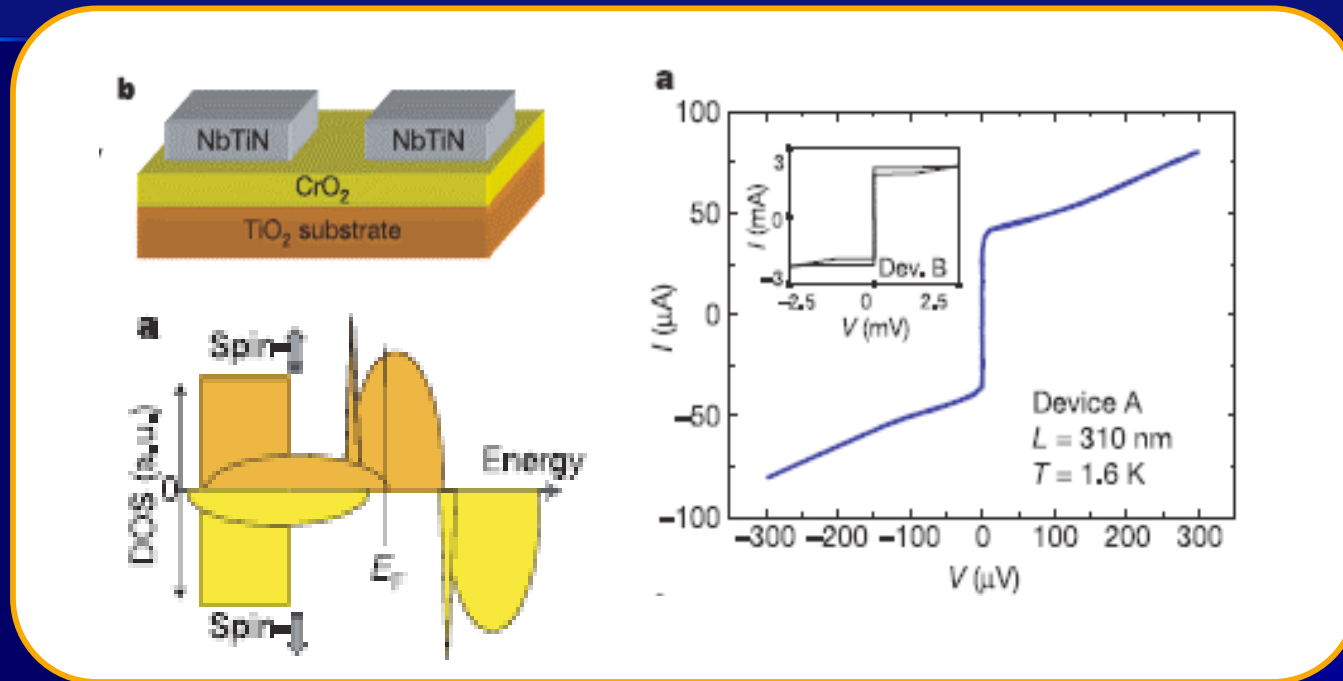 b
NbTiN NbTiN
CrO₂
TiO₂ substrate
a
Spin-
DOS (a.u.)
0
Energy
E_F
Spin-
a
100
50
0
−50
−100
I (μA)
−300 −200 −100 0 100 200 300
V (μV)
3
0
−3
I (mA)
Dev. B
−2.5 0 2.5
V (mV)
Device A
L = 310 nm
T = 1.6 K